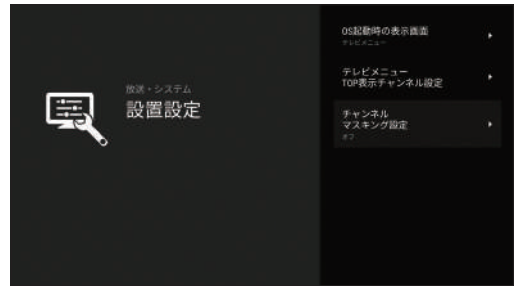 放送・システム
設置設定
OS起動時の表示画面
テレビメニュー
テレビメニュー
TOP表示チャンネル設定
チャンネル
マスキング設定
オフ